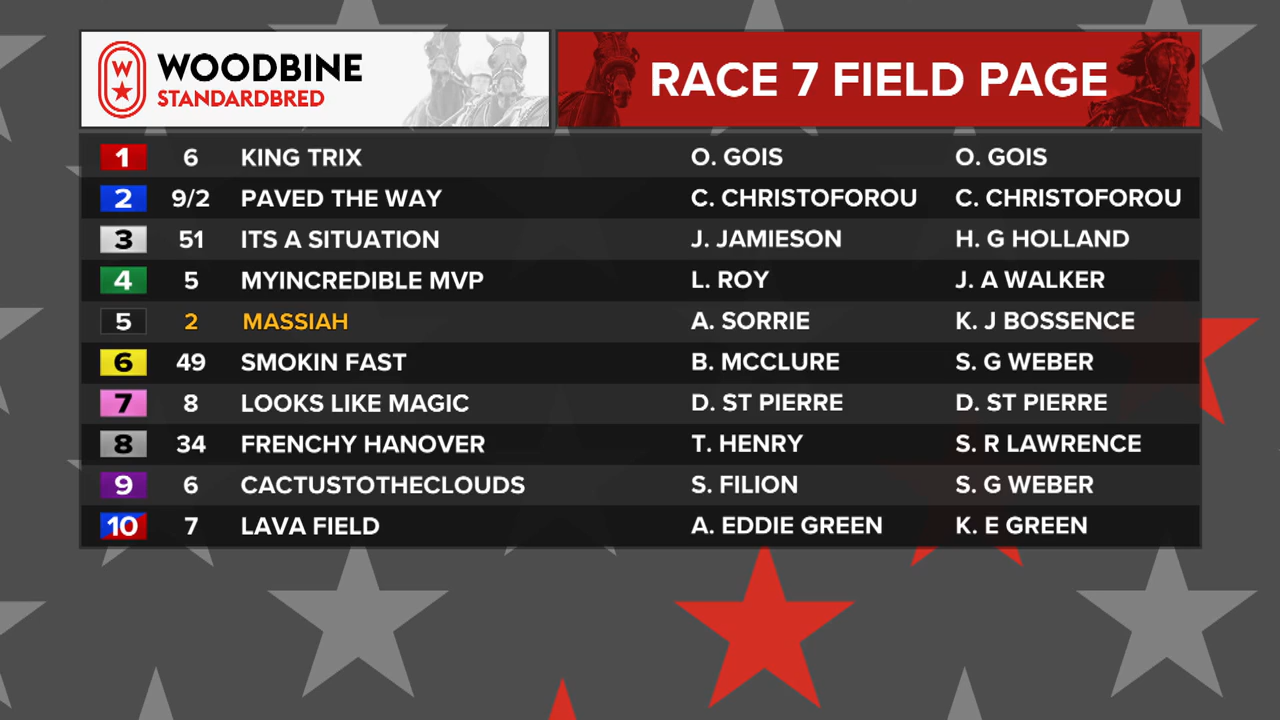 W
WOODBINE
STANDARDBRED
RACE 7 FIELD PAGE
1 6 KING TRIX O. GOIS O. GOIS
2 9/2 PAVED THE WAY C. CHRISTOFOROU C. CHRISTOFOROU
3 51 ITS A SITUATION J. JAMIESON H. G HOLLAND
4 5 MYINCREDIBLE MVP L. ROY J. A WALKER
5 2 MASSIAH A. SORRIE K. J BOSSENCE
6 49 SMOKIN FAST B. MCCLURE S. G WEBER
7 8 LOOKS LIKE MAGIC D. ST PIERRE D. ST PIERRE
8 34 FRENCHY HANOVER T. HENRY S. R LAWRENCE
9 6 CACTUSTOTHECLOUDS S. FILION S. G WEBER
10 7 LAVA FIELD A. EDDIE GREEN K. E GREEN